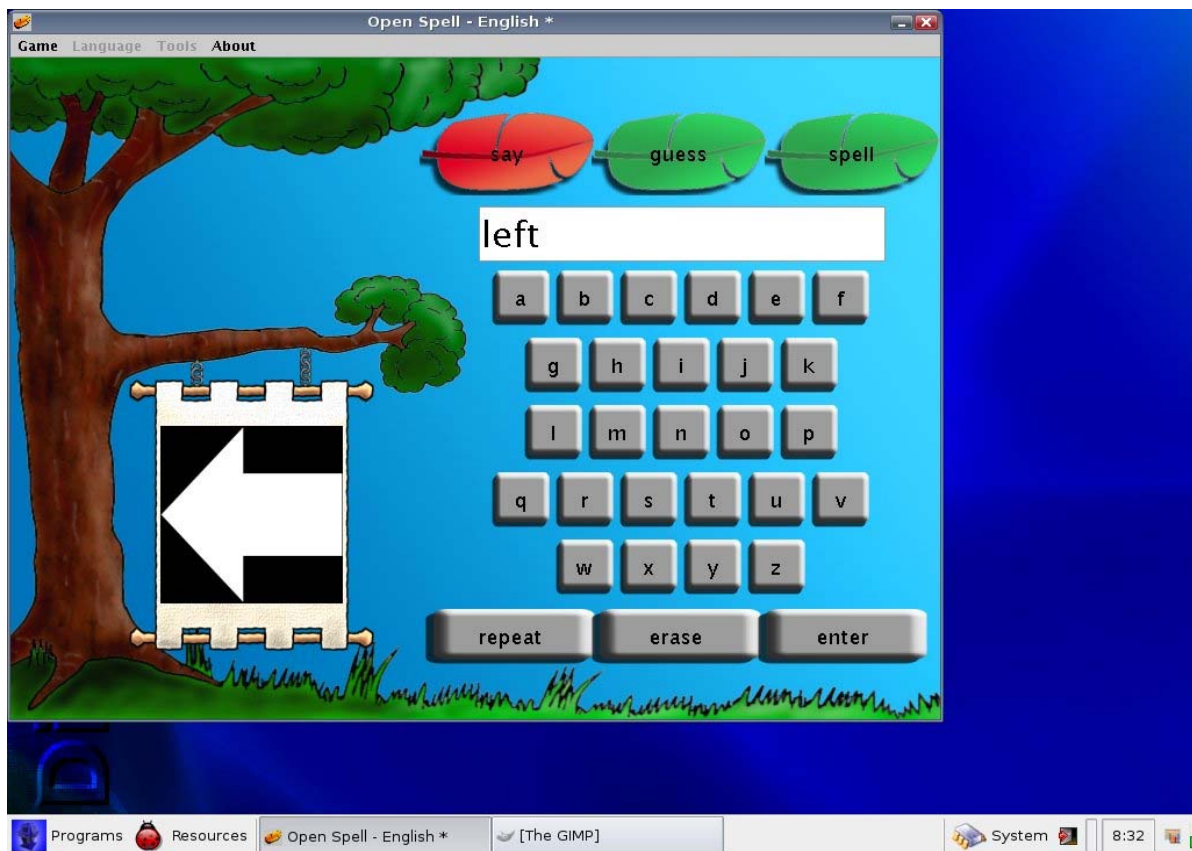 Open Spell - English *
Game Language Tools About
say guess spell
left
a b c d e f
g h i j k
l m n o p
q r s t u v
w x y z
repeat erase enter
Programs Resources Open Spell - English * [The GIMP] System 8:32